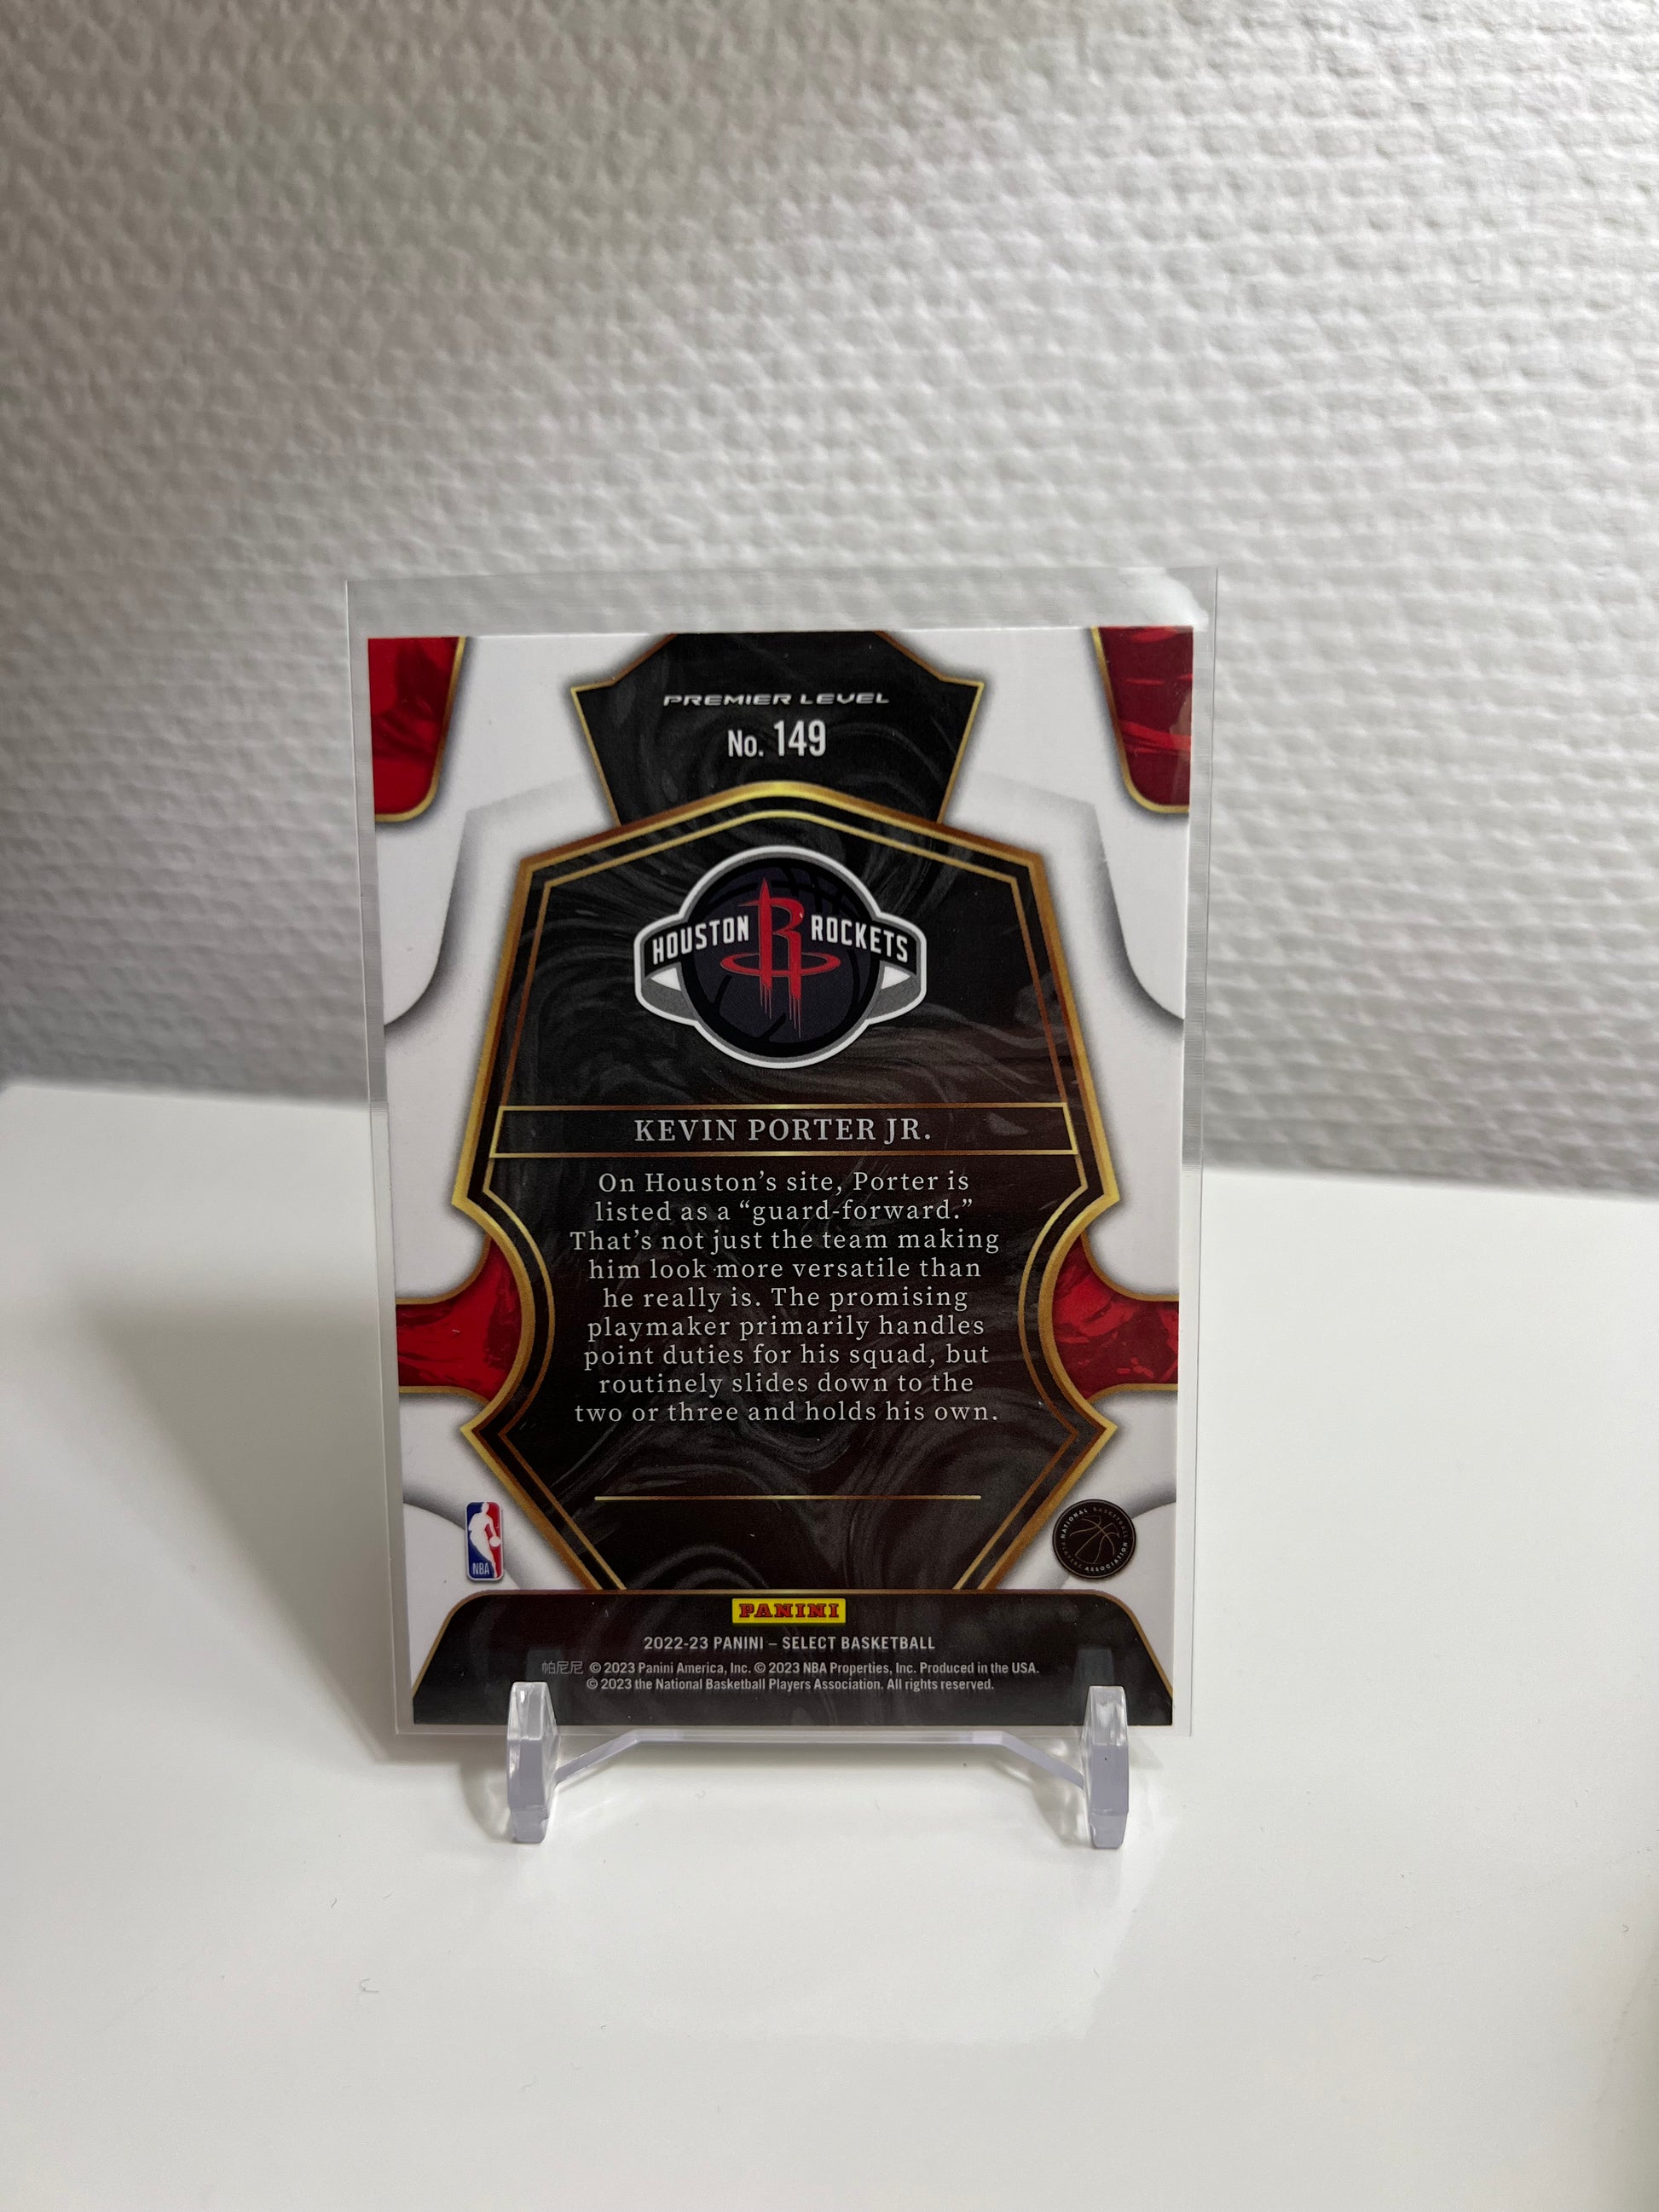 PREMIER LEVEL
No. 149
HOUSTON R ROCKETS
KEVIN PORTER JR.
On Houston’s site, Porter is
listed as a “guard-forward.”
That’s not just the team making
him look more versatile than
he really is. The promising
playmaker primarily handles
point duties for his squad, but
routinely slides down to the
two or three and holds his own.
NBA
NATIONAL BASKETBALL
PLAYERS ASSOCIATION
PANINI
2022-23 PANINI – SELECT BASKETBALL
帕尼尼 © 2023 Panini America, Inc. © 2023 NBA Properties, Inc. Produced in the USA.
© 2023 the National Basketball Players Association. All rights reserved.